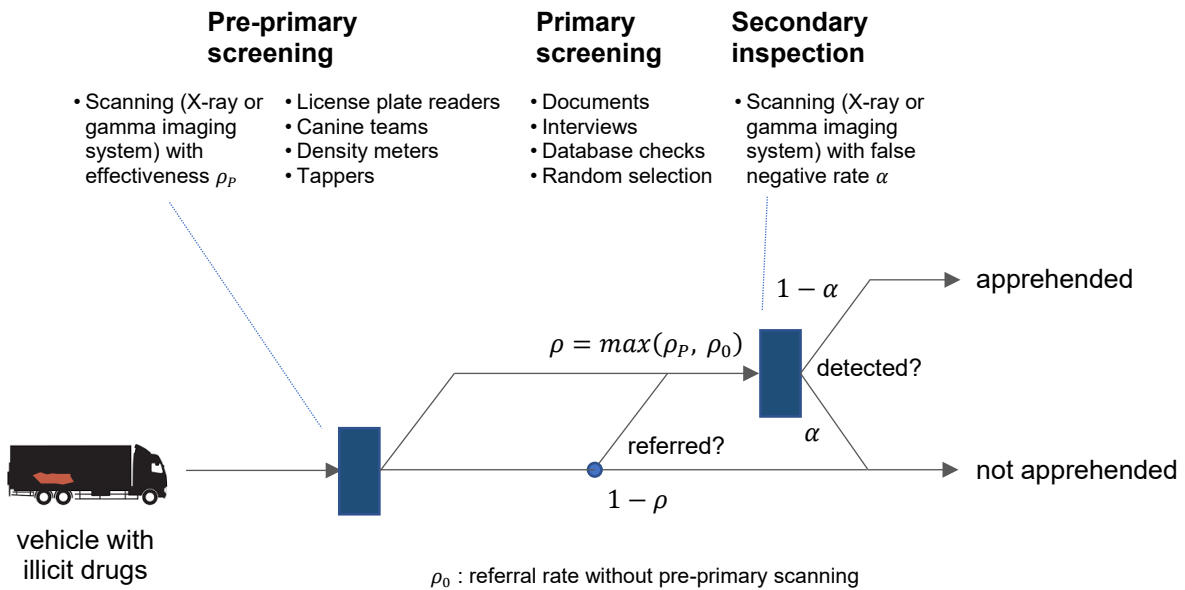 Pre-primary
screening
• Scanning (X-ray or
gamma imaging
system) with
effectiveness ρ_P
• License plate readers
• Canine teams
• Density meters
• Tappers
Primary
screening
• Documents
• Interviews
• Database checks
• Random selection
Secondary
inspection
• Scanning (X-ray or
gamma imaging
system) with false
negative rate α
1 − α
apprehended
ρ = max(ρ_P, ρ_0)
detected?
α
referred?
not apprehended
1 − ρ
vehicle with
illicit drugs
ρ_0 : referral rate without pre-primary scanning